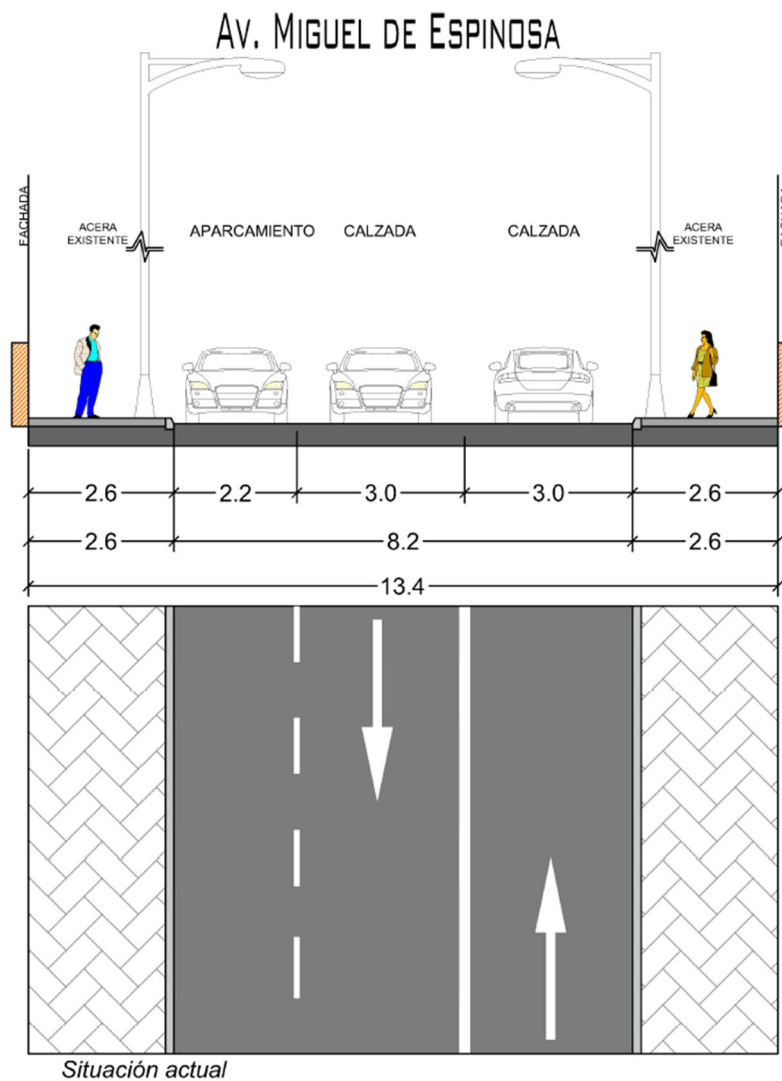 AV. MIGUEL DE ESPINOSA
FACHADA
ACERA
EXISTENTE
APARCAMIENTO
CALZADA
CALZADA
ACERA
EXISTENTE
FACHADA
2.6 2.2 3.0 3.0 2.6
2.6 8.2 2.6
13.4
Situación actual